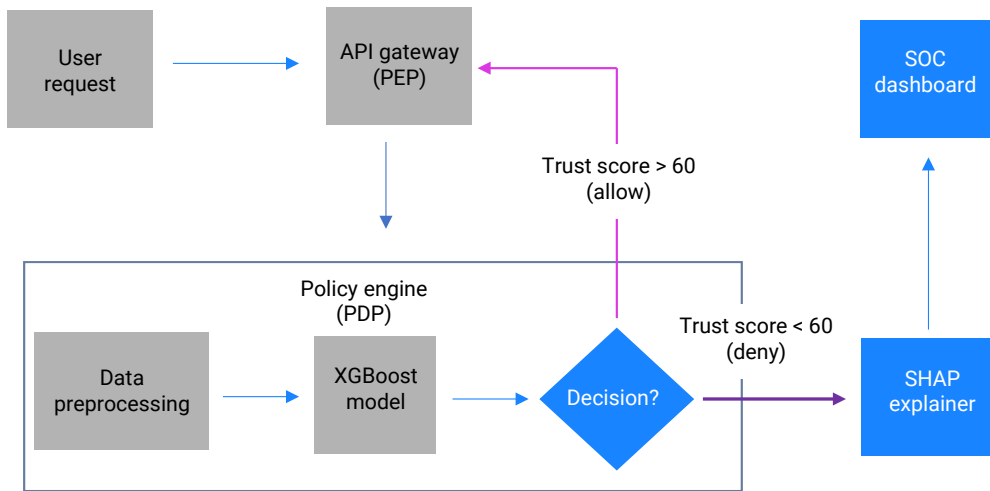 User
request
API gateway
(PEP)
SOC
dashboard
Trust score > 60
(allow)
Policy engine
(PDP)
Trust score < 60
(deny)
Data
preprocessing
XGBoost
model
Decision?
SHAP
explainer